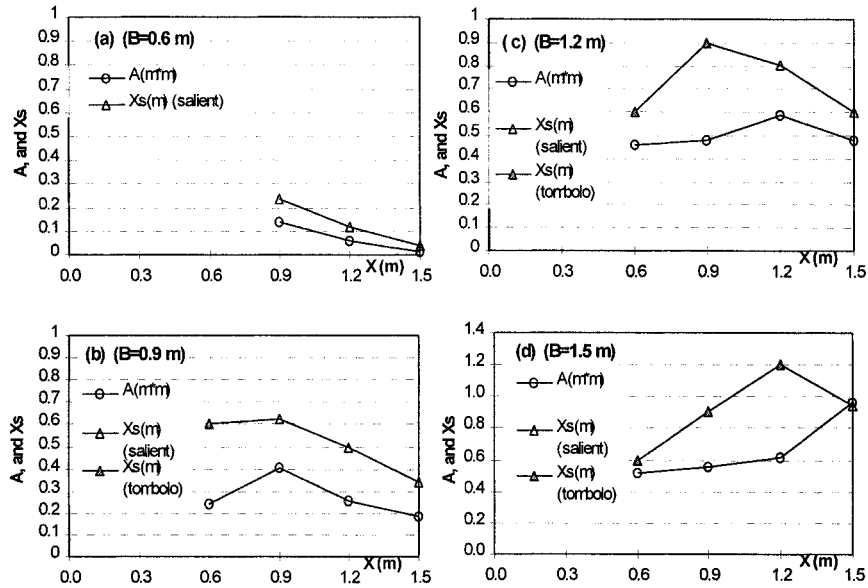 (a) (B=0.6 m)
A(m*m)
Xs(m) (salient)
A, and Xs
1
0.9
0.8
0.7
0.6
0.5
0.4
0.3
0.2
0.1
0
0.0 0.3 0.6 0.9 1.2 1.5
X (m)
(c) (B=1.2 m)
A(m*m)
Xs(m)
(salient)
Xs(m)
(torrbolo)
A, and Xs
1
0.9
0.8
0.7
0.6
0.5
0.4
0.3
0.2
0.1
0
0.0 0.3 0.6 0.9 1.2 1.5
X (m)
(b) (B=0.9 m)
A(m*m)
Xs(m)
(salient)
Xs(m)
(torrbolo)
A, and Xs
1
0.9
0.8
0.7
0.6
0.5
0.4
0.3
0.2
0.1
0
0.0 0.3 0.6 0.9 1.2 1.5
X (m)
(d) (B=1.5 m)
A(m*m)
Xs(m)
(salient)
Xs(m)
(torrbolo)
A, and Xs
1.4
1.2
1.0
0.8
0.6
0.4
0.2
0.0
0.0 0.3 0.6 0.9 1.2 1.5
X (m)